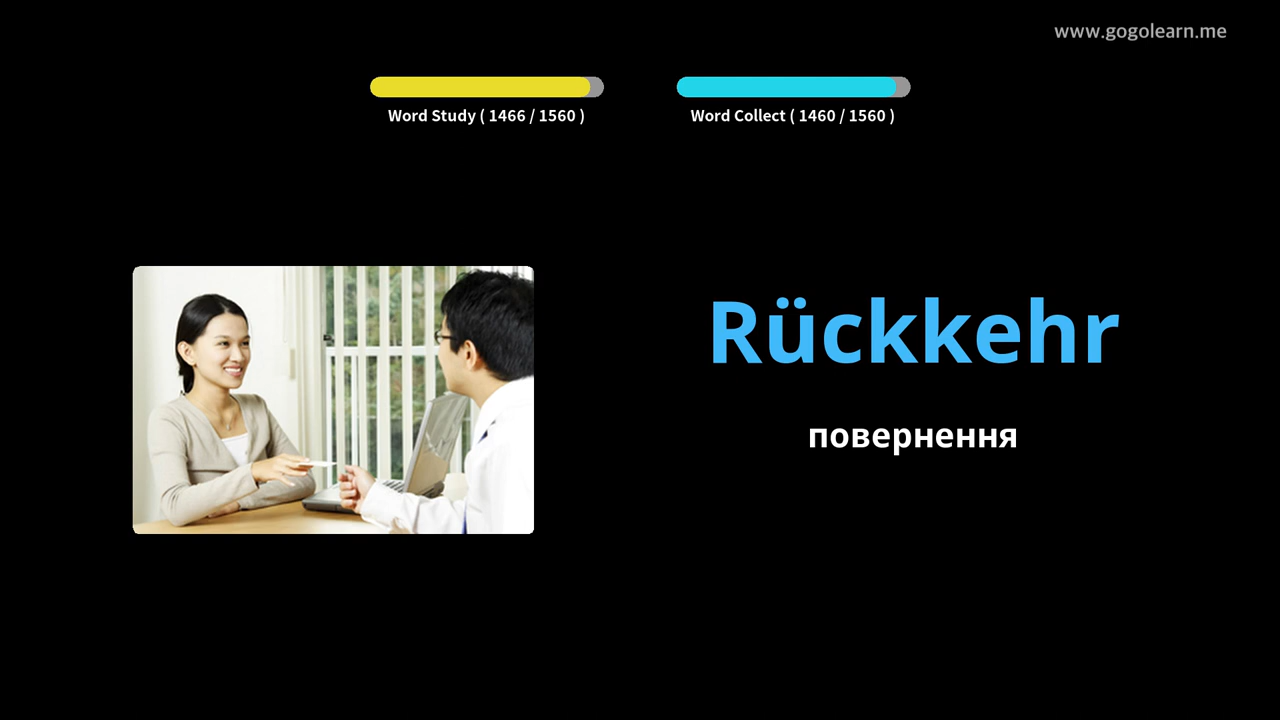 www.gogolearn.me
Word Study ( 1466 / 1560 )
Word Collect ( 1460 / 1560 )
Rückkehr
повернення